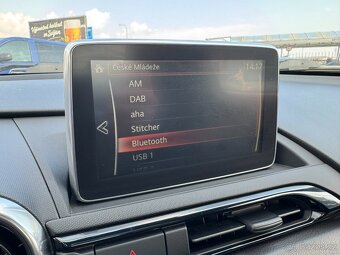 České Mládeže
14:17
AM
DAB
aha
Stitcher
Bluetooth
USB 1